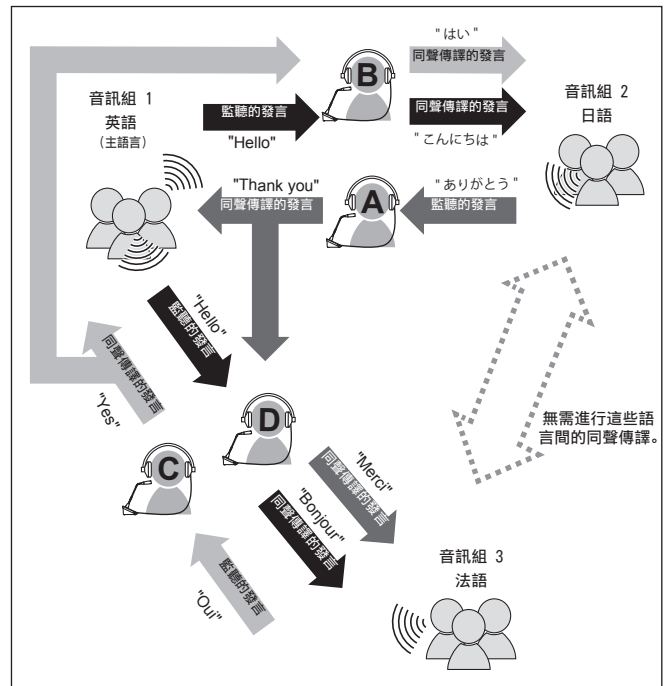 " はい "
同聲傳譯的發言
B
音訊組 1
英語
(主語言)
監聽的發言
"Hello"
同聲傳譯的發言
" こんにちは "
音訊組 2
日語
"Thank you"
同聲傳譯的發言
A
" ありがとう "
監聽的發言
"Hello"
監聽的發言
同聲傳譯的發言
"Yes"
D
C
無需進行這些語
言間的同聲傳譯。
"Merci"
同聲傳譯的發言
"Bonjour"
同聲傳譯的發言
監聽的發言
"Oui"
音訊組 3
法語